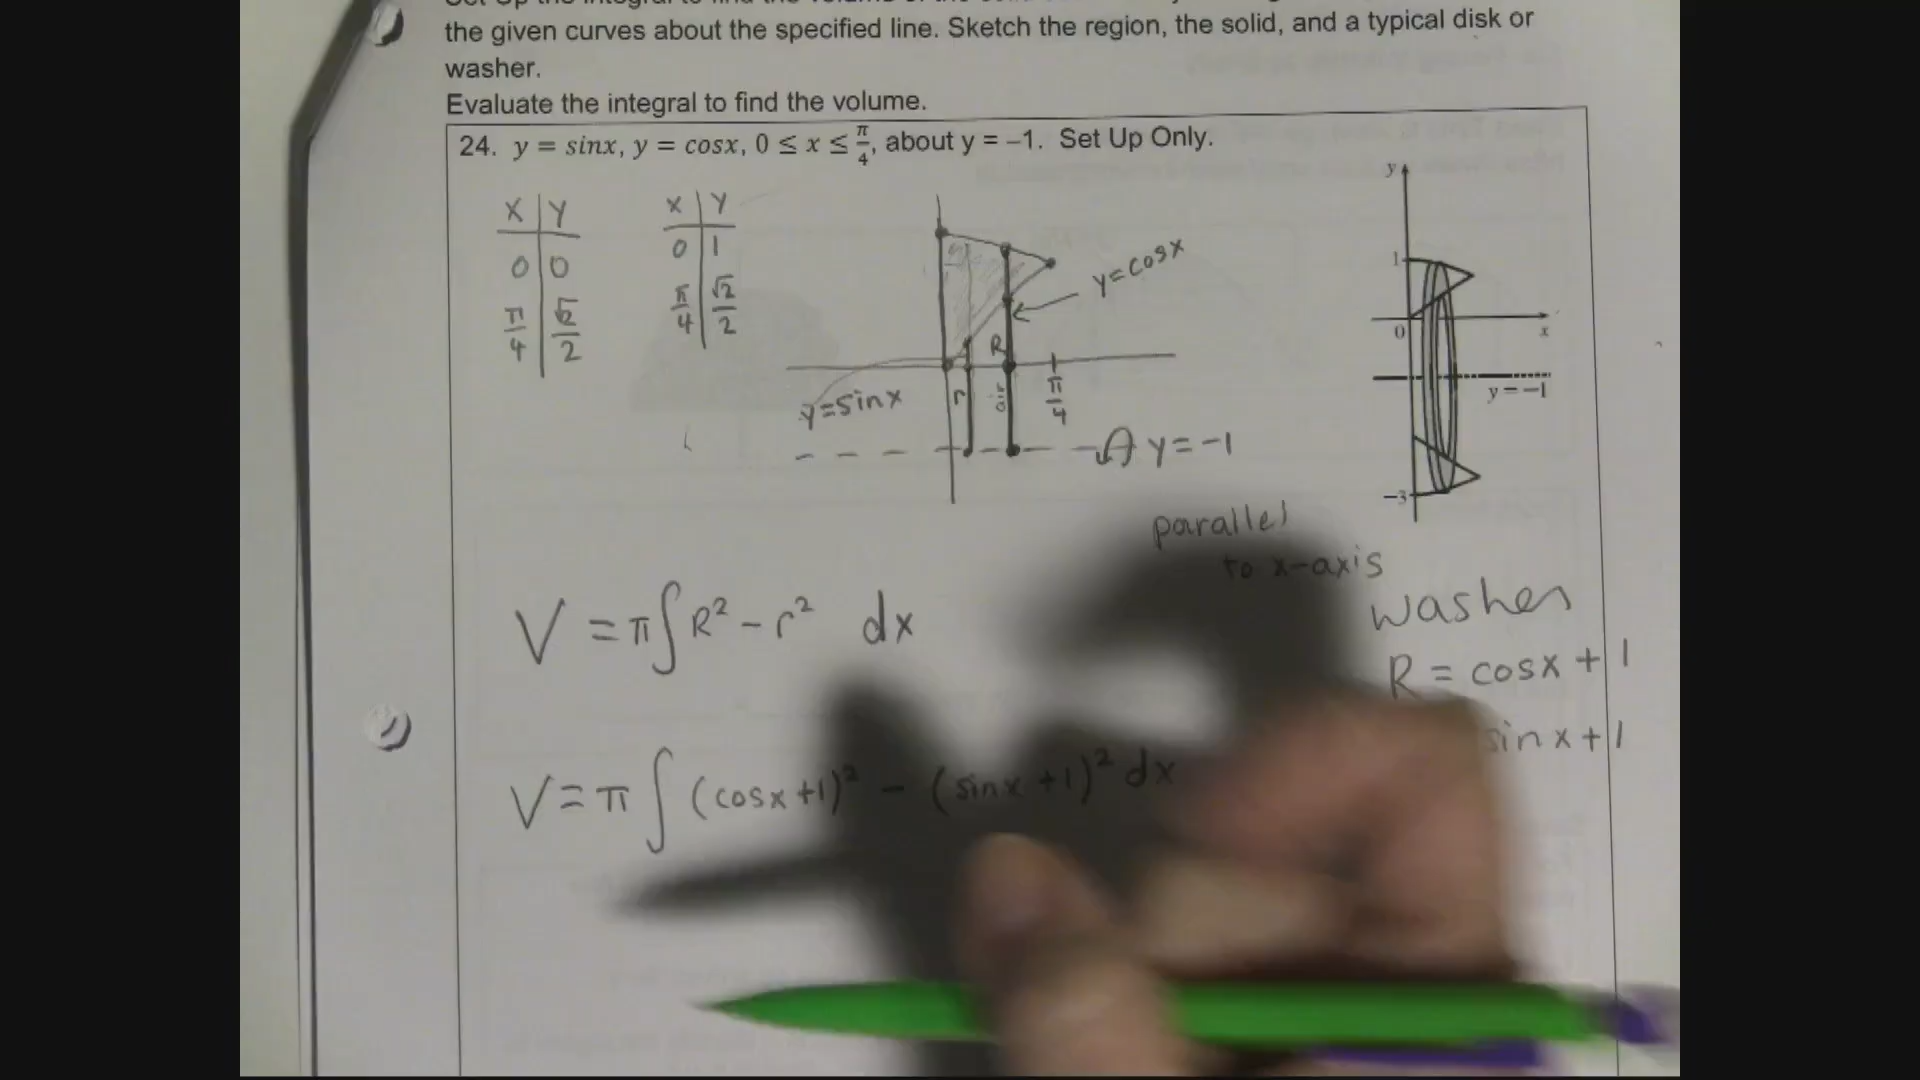 the given curves about the specified line. Sketch the region, the solid, and a typical disk or
washer.
Evaluate the integral to find the volume.
24. y = sinx, y = cosx, 0 ≤ x ≤ π/4, about y = −1. Set Up Only.
X | Y
0 | 0
π/4 | √2/2
X | Y
0 | 1
π/4 | √2/2
y=cosx
R
r
air
π/4
y=sinx
y=-1
y
1
0
x
y=−1
−3
parallel
to x-axis
washer
R = cosx + 1
sinx+1
V = π∫R² - r² dx
V = π∫(cosx+1)² - (sinx+1)² dx